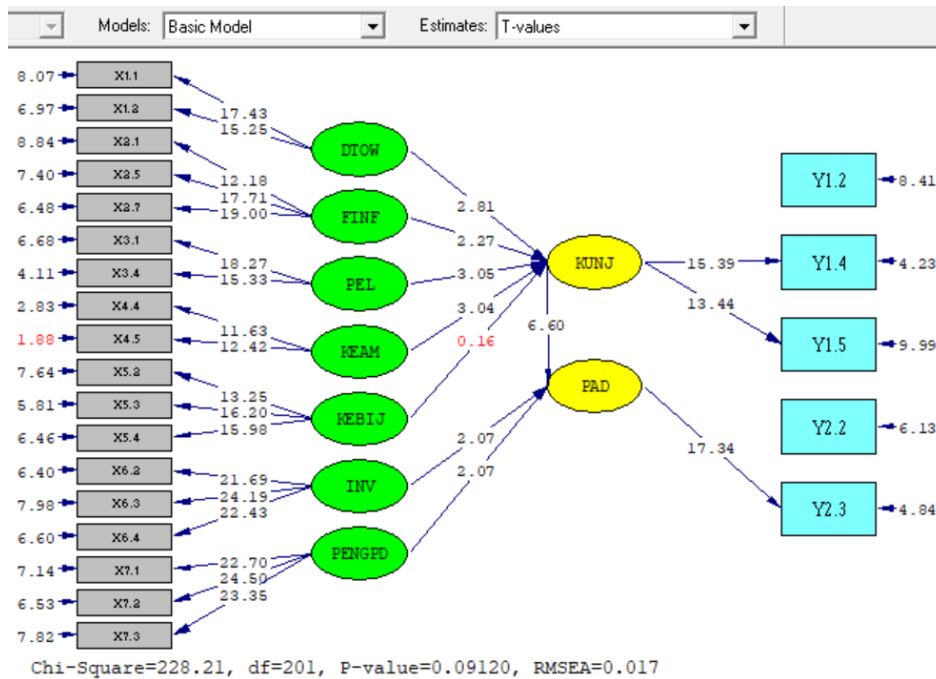 Models: Basic Model Estimates: T-values
8.07 X1.1
6.97 X1.2
8.84 X2.1
7.40 X2.5
6.48 X2.7
6.68 X3.1
4.11 X3.4
2.83 X4.4
1.88 X4.5
7.64 X5.2
5.81 X5.3
6.46 X5.4
6.40 X6.2
7.98 X6.3
6.60 X6.4
7.14 X7.1
6.53 X7.2
7.82 X7.3
17.43
15.25
12.18
17.71
19.00
18.27
15.33
11.63
12.42
13.25
16.20
15.98
21.69
24.19
22.43
22.70
24.50
23.35
DTOW
FINF
PEL
KEAM
KEBIJ
INV
PENGPD
2.81
2.27
3.05
3.04
0.16
6.60
2.07
2.07
KUNJ
PAD
15.39
13.44
17.34
Y1.2 8.41
Y1.4 4.23
Y1.5 9.99
Y2.2 6.13
Y2.3 4.84
Chi-Square=228.21, df=201, P-value=0.09120, RMSEA=0.017